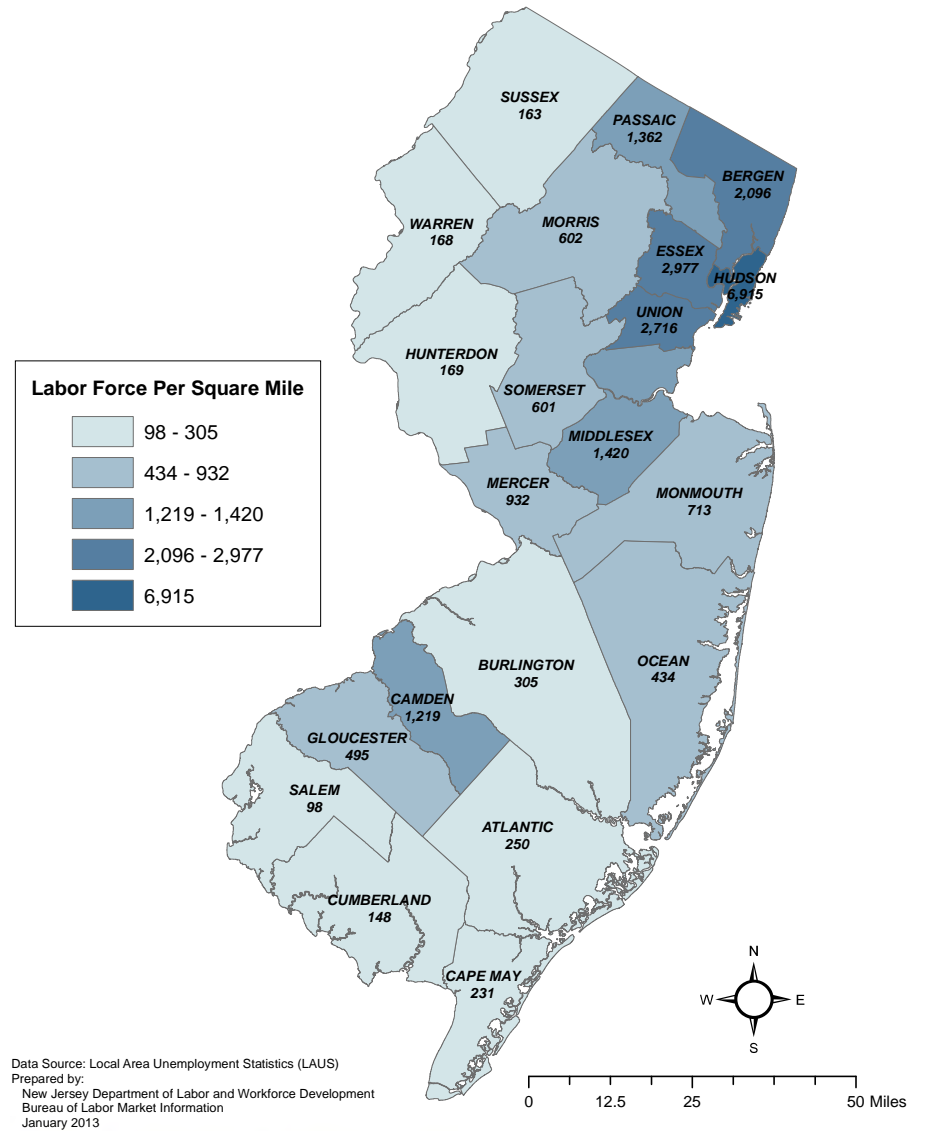 SUSSEX
163
PASSAIC
1,362
BERGEN
2,096
WARREN
168
MORRIS
602
ESSEX
2,977
HUDSON
6,915
UNION
2,716
HUNTERDON
169
SOMERSET
601
MIDDLESEX
1,420
MERCER
932
MONMOUTH
713
Labor Force Per Square Mile
98 - 305
434 - 932
1,219 - 1,420
2,096 - 2,977
6,915
BURLINGTON
305
OCEAN
434
CAMDEN
1,219
GLOUCESTER
495
SALEM
98
ATLANTIC
250
CUMBERLAND
148
CAPE MAY
231
N
W
E
S
Data Source: Local Area Unemployment Statistics (LAUS)
Prepared by:
New Jersey Department of Labor and Workforce Development
Bureau of Labor Market Information
January 2013
0 12.5 25 50 Miles